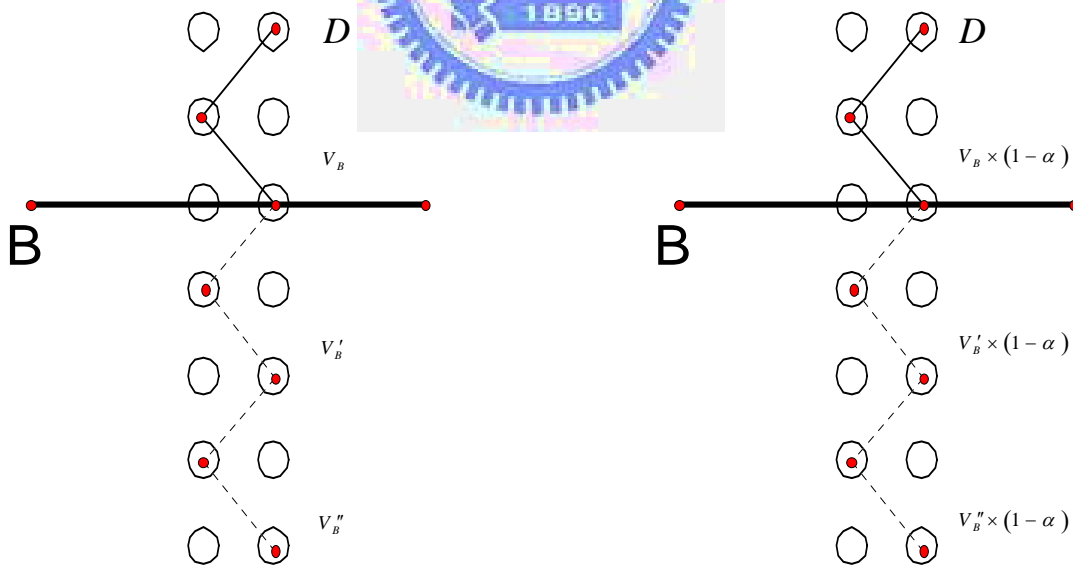 1896
D
D
V_B
V_B × (1 − α)
B
B
V_B′
V_B′ × (1 − α)
V_B″
V_B″ × (1 − α)